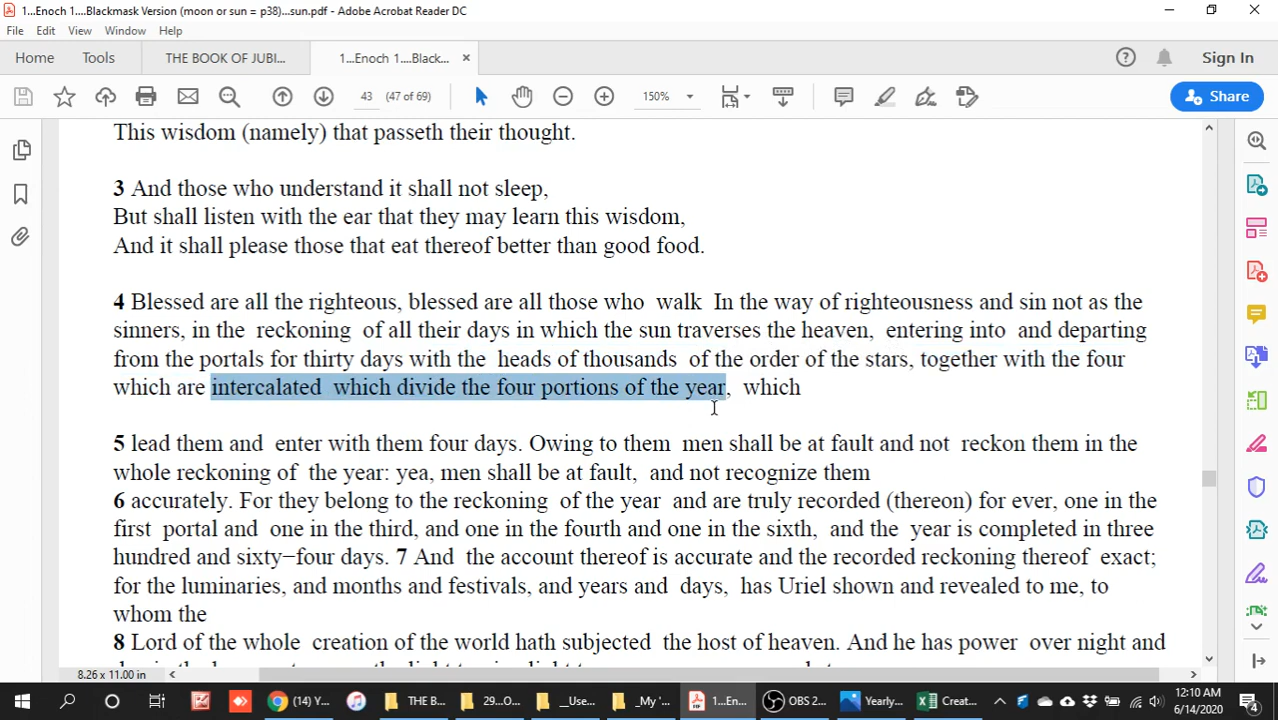 1...Enoch 1....Blackmask Version (moon or sun = p38)...sun.pdf - Adobe Acrobat Reader DC
File Edit View Window Help
Home Tools THE BOOK OF JUBI... 1...Enoch 1....Black... × Sign In
43 (47 of 69) 150% Share
This wisdom (namely) that passeth their thought.
3 And those who understand it shall not sleep,
But shall listen with the ear that they may learn this wisdom,
And it shall please those that eat thereof better than good food.
4 Blessed are all the righteous, blessed are all those who walk In the way of righteousness and sin not as the
sinners, in the reckoning of all their days in which the sun traverses the heaven, entering into and departing
from the portals for thirty days with the heads of thousands of the order of the stars, together with the four
which are intercalated which divide the four portions of the year, which
5 lead them and enter with them four days. Owing to them men shall be at fault and not reckon them in the
whole reckoning of the year: yea, men shall be at fault, and not recognize them
6 accurately. For they belong to the reckoning of the year and are truly recorded (thereon) for ever, one in the
first portal and one in the third, and one in the fourth and one in the sixth, and the year is completed in three
hundred and sixty−four days. 7 And the account thereof is accurate and the recorded reckoning thereof exact;
for the luminaries, and months and festivals, and years and days, has Uriel shown and revealed to me, to
whom the
8 Lord of the whole creation of the world hath subjected the host of heaven. And he has power over night and
8.26 x 11.00 in
(14) Y... THE B... 29...O... __Use... _My '... 1...En... OBS 2... Yearly... Creat... 12:10 AM
6/14/2020 4